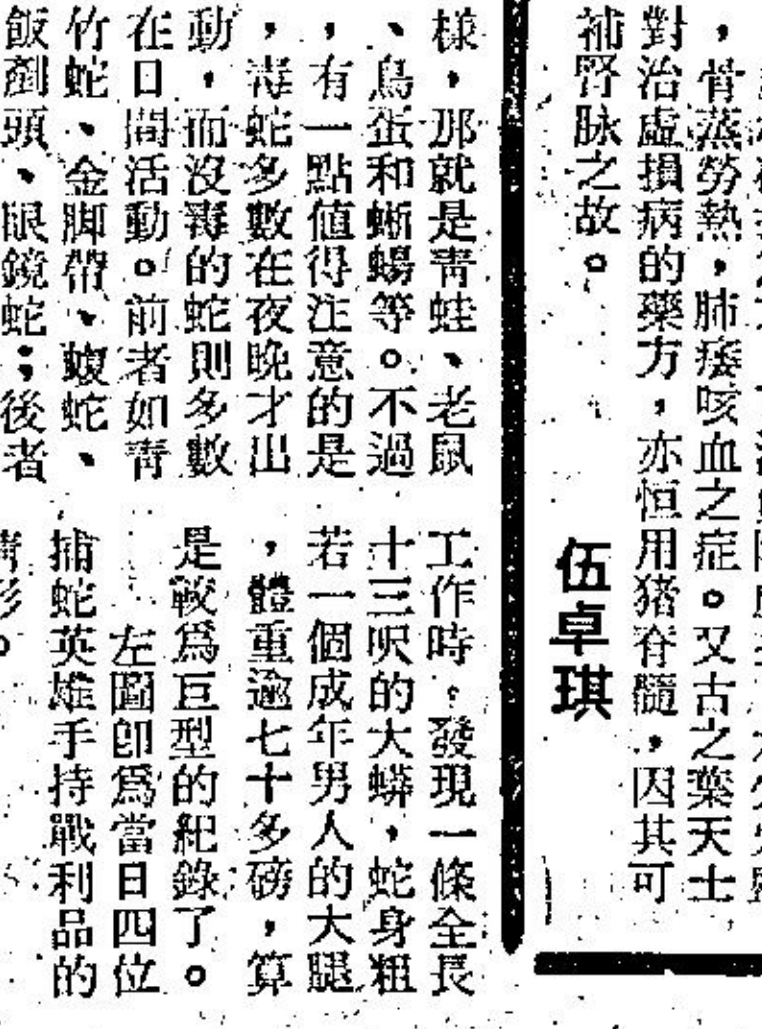 ，骨蒸勞熱，肺痿咳血之症。又古之葉天士
對治虛損病的藥方，亦恒用猪脊髓，因其可
補腎脉之故。
伍卓琪
樣，那就是青蛙、老鼠
、鳥蛋和蜥蜴等。不過
，有一點值得注意的是
，毒蛇多數在夜晚才出
動，而沒毒的蛇則多數
在日間活動。前者如青
竹蛇、金脚帶、蝮蛇、
飯剷頭、眼鏡蛇；後者
工作時，發現一條全長
十三呎的大蟒，蛇身粗
若一個成年男人的大腿
，體重逾七十多磅，算
是較爲巨型的紀錄了。
左圖卽爲當日四位
捕蛇英雄手持戰利品的